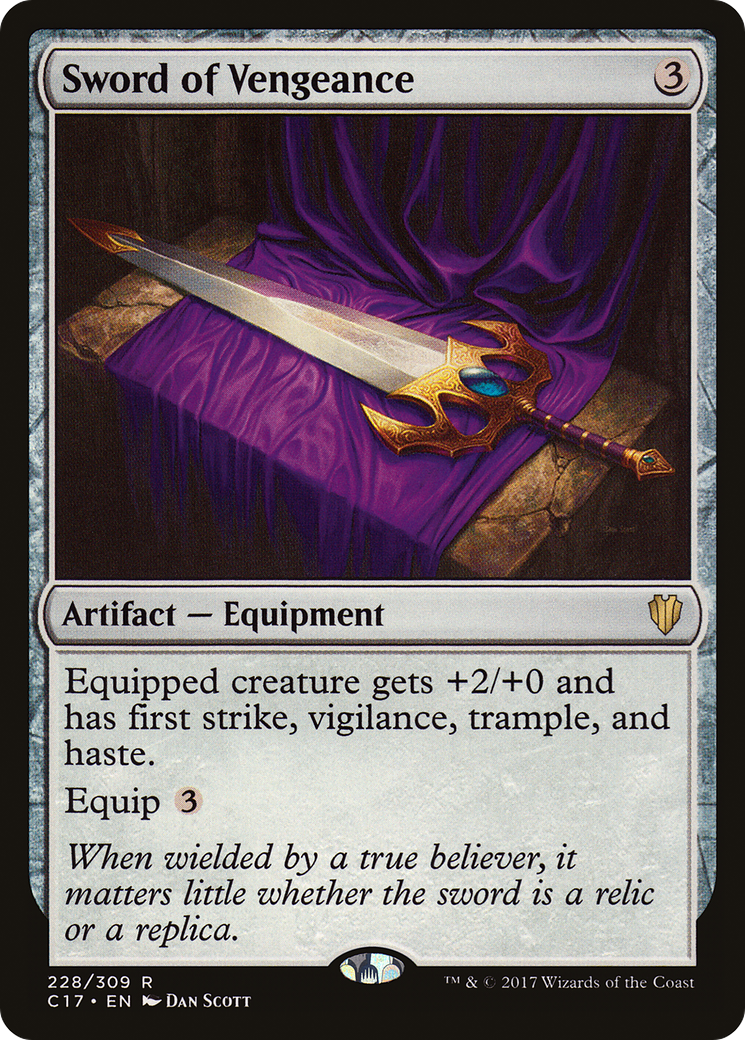 Sword of Vengeance 3
Artifact — Equipment
Equipped creature gets +2/+0 and
has first strike, vigilance, trample, and
haste.
Equip 3
When wielded by a true believer, it
matters little whether the sword is a relic
or a replica.
228/309 R
C17 • EN Dan Scott
™ & © 2017 Wizards of the Coast